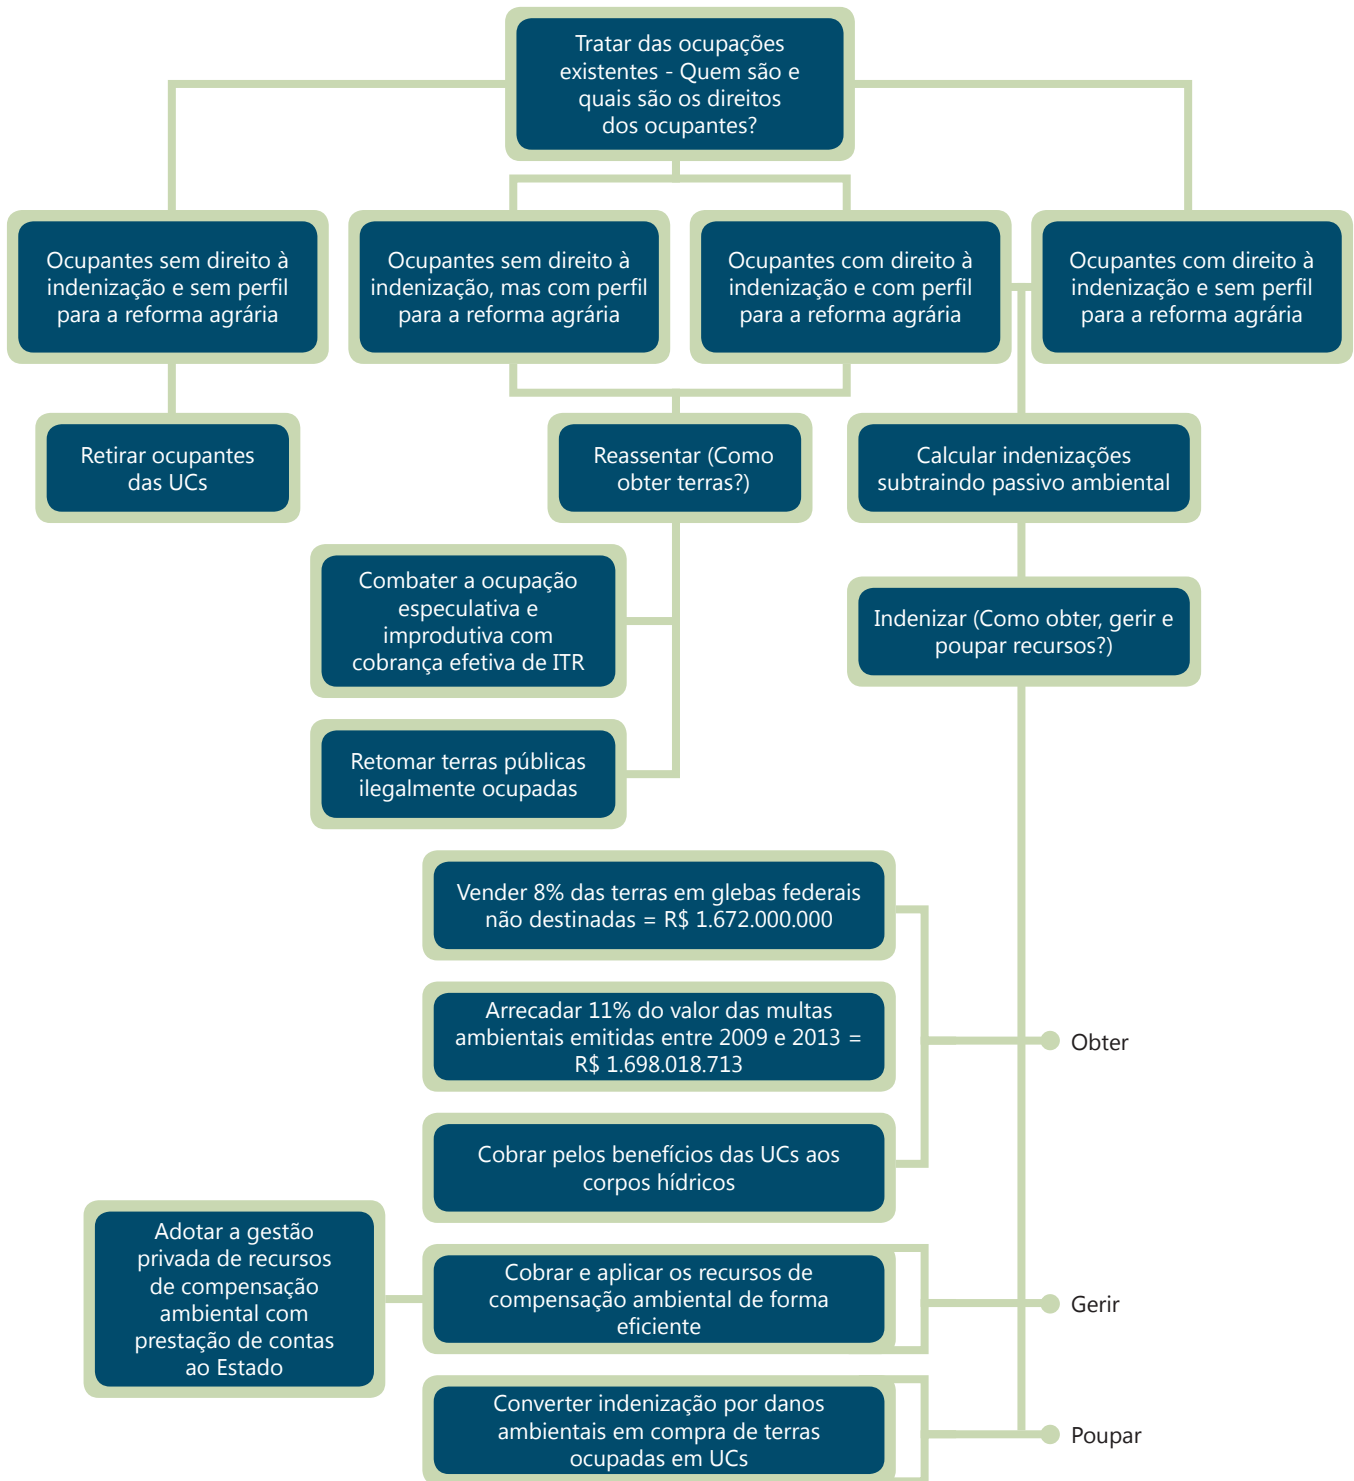 Tratar das ocupações
existentes - Quem são e
quais são os direitos
dos ocupantes?
Ocupantes sem direito à
indenização e sem perfil
para a reforma agrária
Ocupantes sem direito à
indenização, mas com perfil
para a reforma agrária
Ocupantes com direito à
indenização e com perfil
para a reforma agrária
Ocupantes com direito à
indenização e sem perfil
para a reforma agrária
Retirar ocupantes
das UCs
Reassentar (Como
obter terras?)
Calcular indenizações
subtraindo passivo ambiental
Combater a ocupação
especulativa e
improdutiva com
cobrança efetiva de ITR
Indenizar (Como obter, gerir e
poupar recursos?)
Retomar terras públicas
ilegalmente ocupadas
Vender 8% das terras em glebas federais
não destinadas = R$ 1.672.000.000
Arrecadar 11% do valor das multas
ambientais emitidas entre 2009 e 2013 =
R$ 1.698.018.713
Obter
Cobrar pelos benefícios das UCs aos
corpos hídricos
Adotar a gestão
privada de recursos
de compensação
ambiental com
prestação de contas
ao Estado
Cobrar e aplicar os recursos de
compensação ambiental de forma
eficiente
Gerir
Converter indenização por danos
ambientais em compra de terras
ocupadas em UCs
Poupar